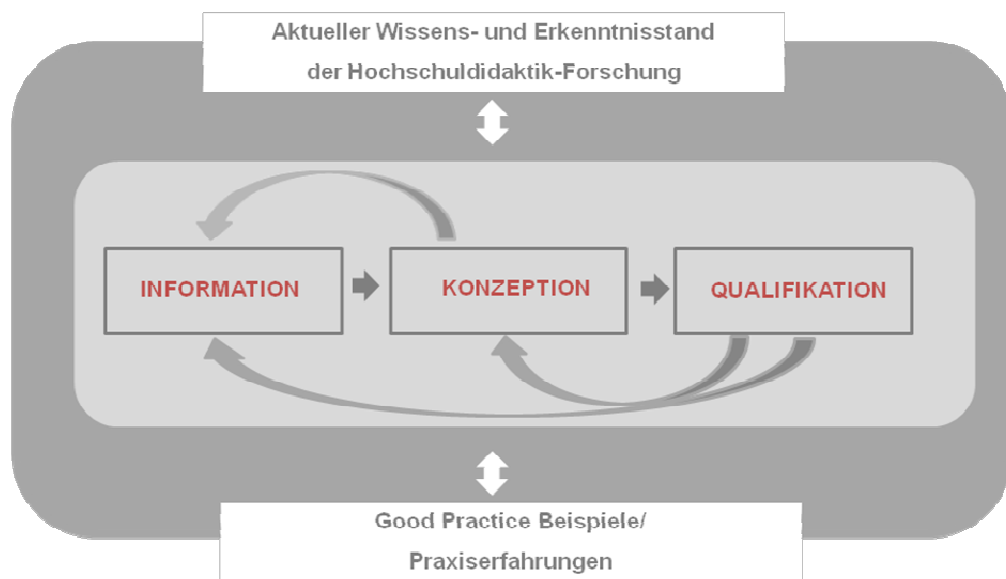 Aktueller Wissens- und Erkenntnisstand
der Hochschuldidaktik-Forschung
INFORMATION
KONZEPTION
QUALIFIKATION
Good Practice Beispiele/
Praxiserfahrungen